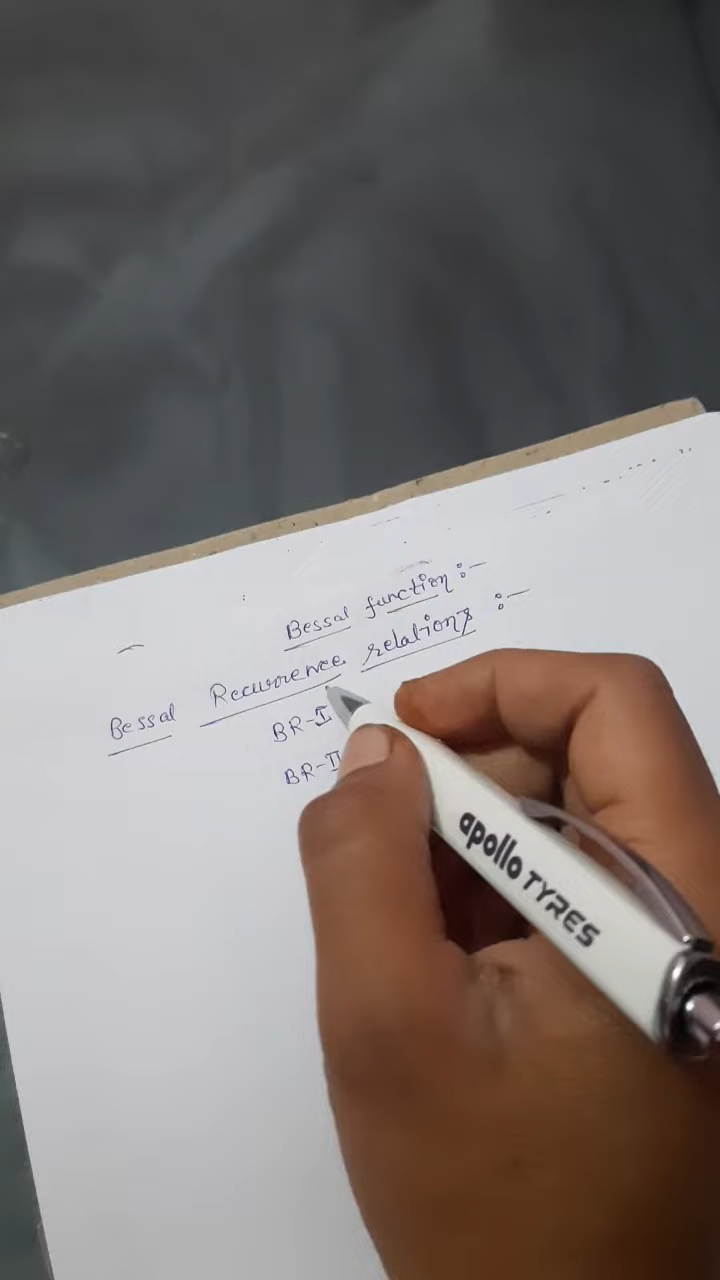 Bessal function :-
Bessal Recurrence relations :-
BR-I
BR-II
apollo TYRES